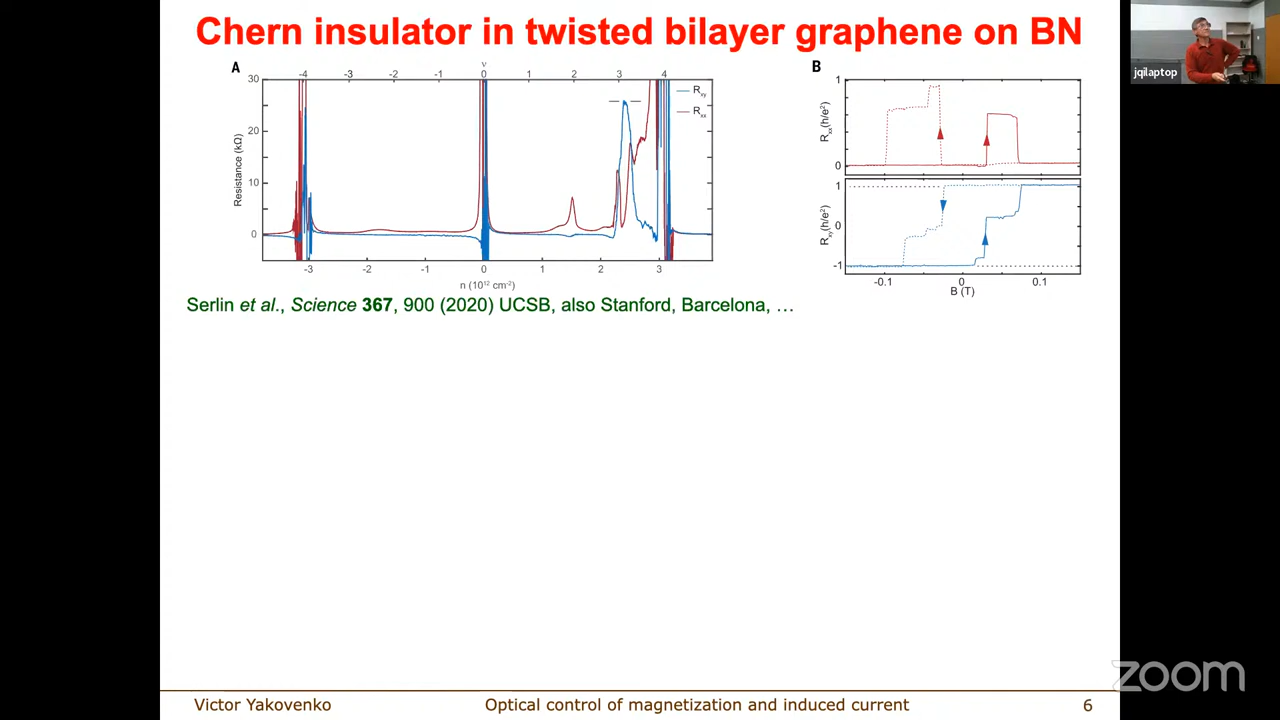 Chern insulator in twisted bilayer graphene on BN
jqilaptop
A
ν
-4 -3 -2 -1 0 1 2 3 4
30
20
10
0
Resistance (kΩ)
Rxy
Rxx
-3 -2 -1 0 1 2 3
n (10¹² cm⁻²)
B
1
0
Rxx(h/e²)
1
0
-1
Rxy(h/e²)
-0.1 0 0.1
B (T)
Serlin et al., Science 367, 900 (2020) UCSB, also Stanford, Barcelona, …
zoom
Victor Yakovenko Optical control of magnetization and induced current 6